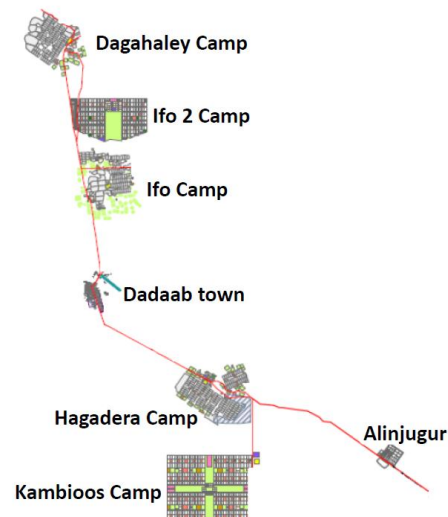 Dagahaley Camp
Ifo 2 Camp
Ifo Camp
Dadaab town
Hagadera Camp
Alinjugur
Kambioos Camp